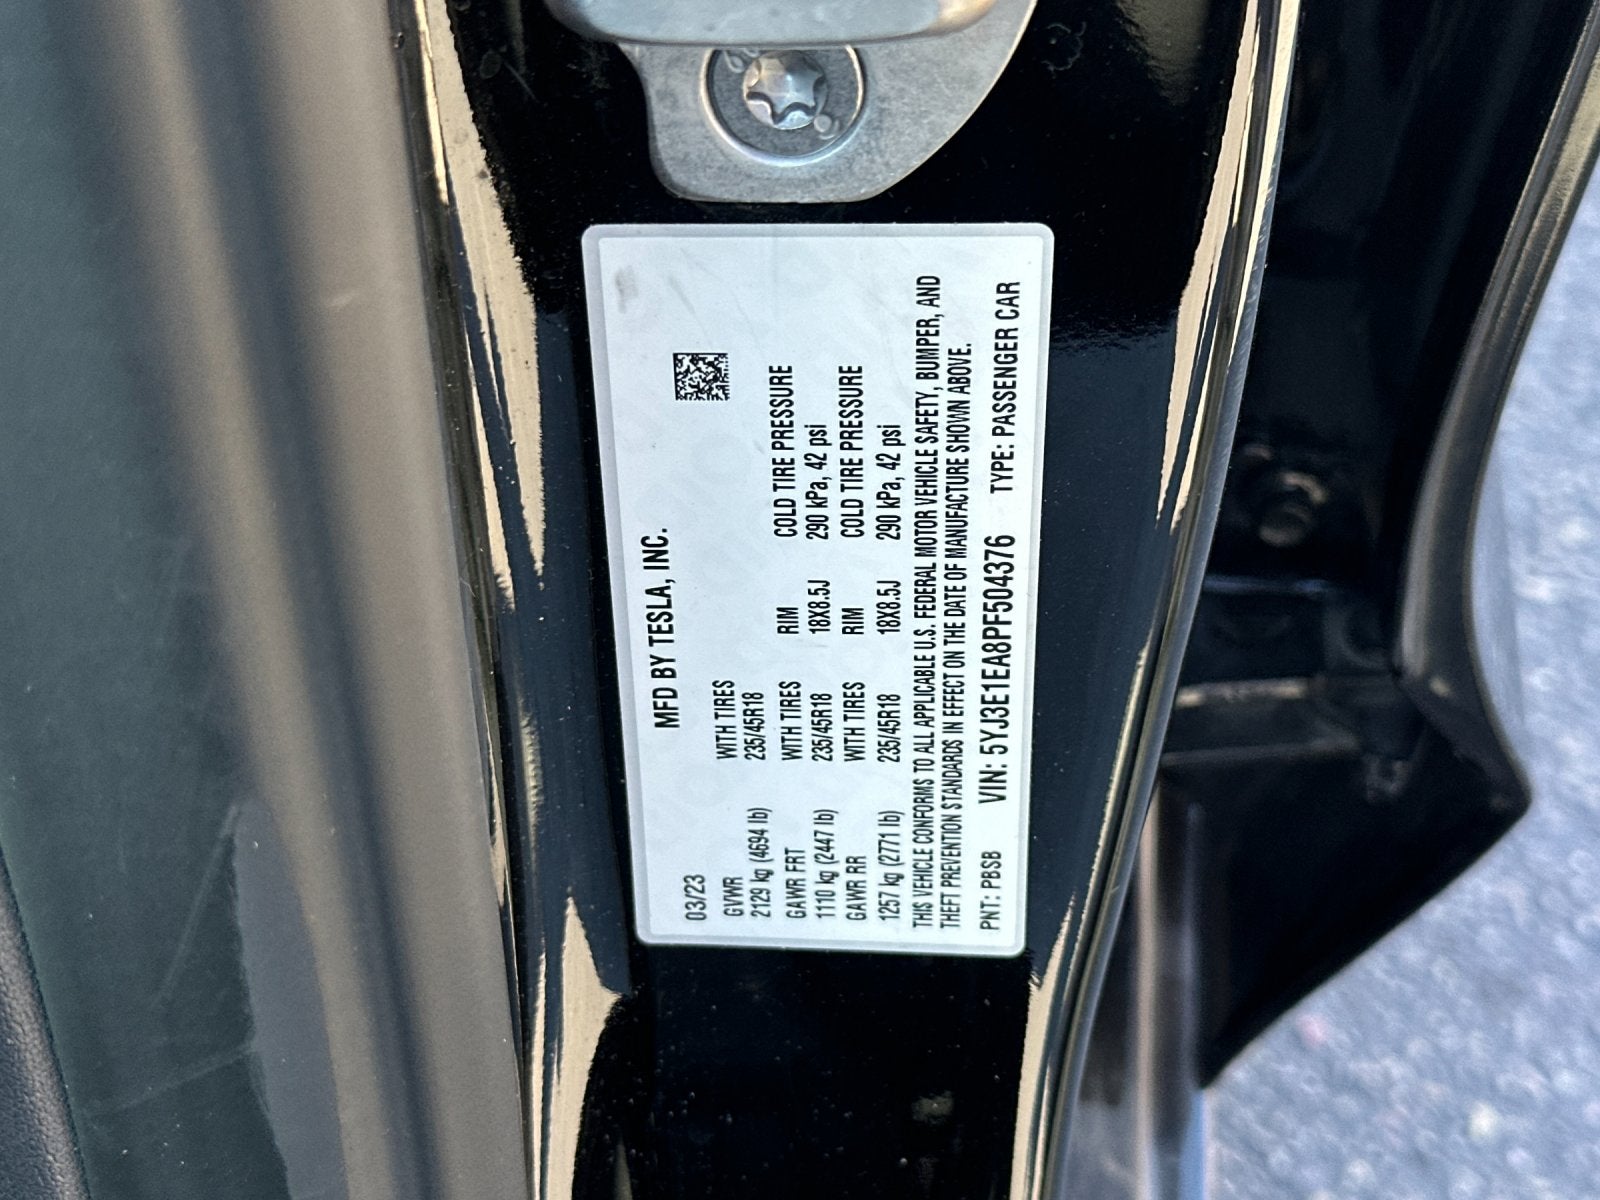 MFD BY TESLA, INC.
03/23
GVWR WITH TIRES
2129 kg (4694 lb) 235/45R18
GAWR FRT WITH TIRES RIM COLD TIRE PRESSURE
1110 kg (2447 lb) 235/45R18 18X8.5J 290 kPa, 42 psi
GAWR RR WITH TIRES RIM COLD TIRE PRESSURE
1257 kg (2771 lb) 235/45R18 18X8.5J 290 kPa, 42 psi
THIS VEHICLE CONFORMS TO ALL APPLICABLE U.S. FEDERAL MOTOR VEHICLE SAFETY, BUMPER, AND
THEFT PREVENTION STANDARDS IN EFFECT ON THE DATE OF MANUFACTURE SHOWN ABOVE.
PNT: PBSB VIN: 5YJ3E1EA8PF504376 TYPE: PASSENGER CAR